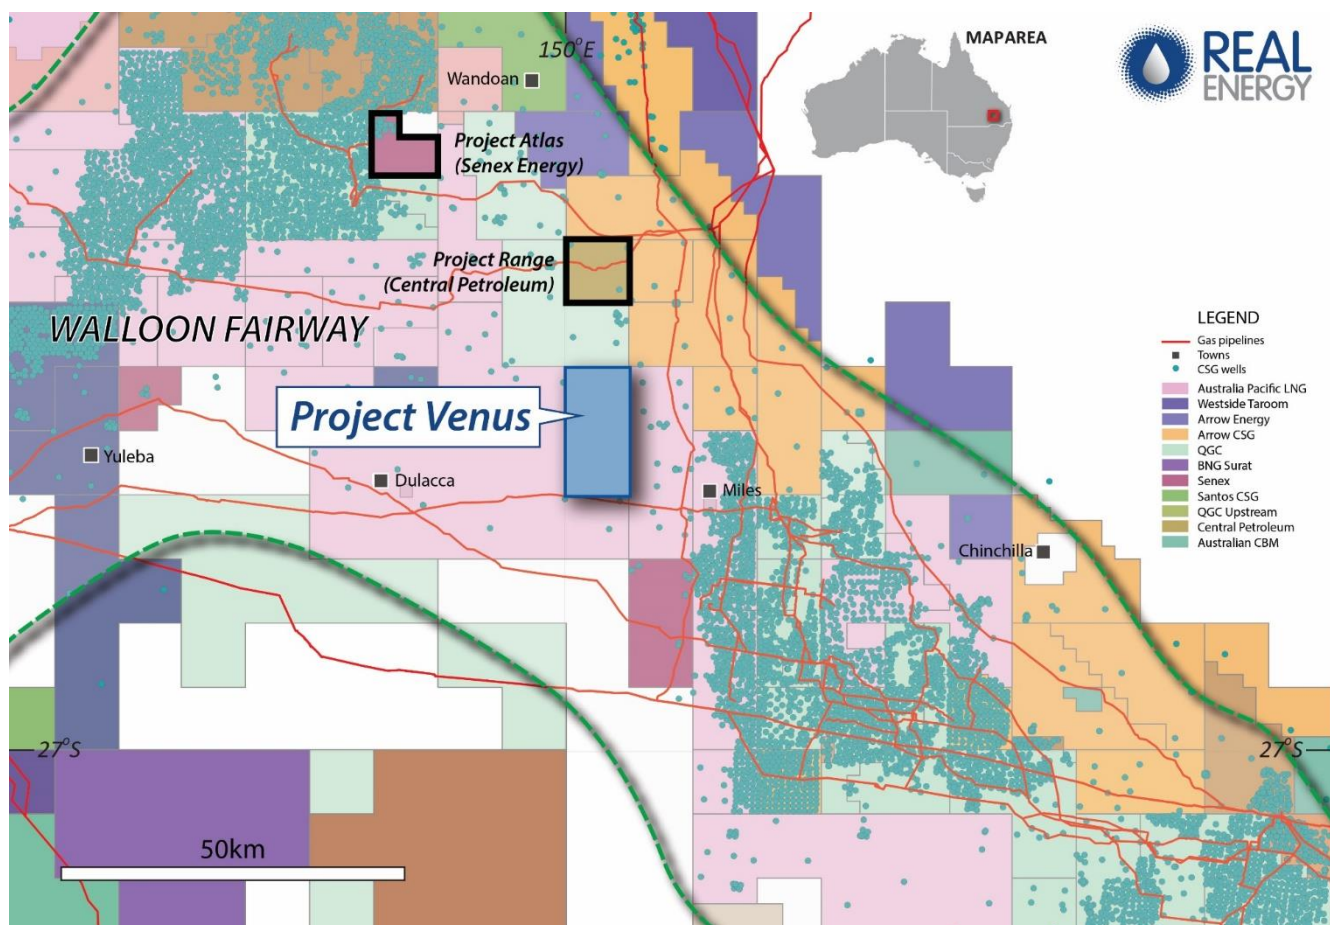 150°E
MAPAREA
REAL
ENERGY
Wandoan
Project Atlas
(Senex Energy)
Project Range
(Central Petroleum)
WALLOON FAIRWAY
Project Venus
Yuleba
Dulacca
Miles
Chinchilla
LEGEND
Gas pipelines
Towns
CSG wells
Australia Pacific LNG
Westside Taroom
Arrow Energy
Arrow CSG
QGC
BNG Surat
Senex
Santos CSG
QGC Upstream
Central Petroleum
Australian CBM
27°S
27°S
50km